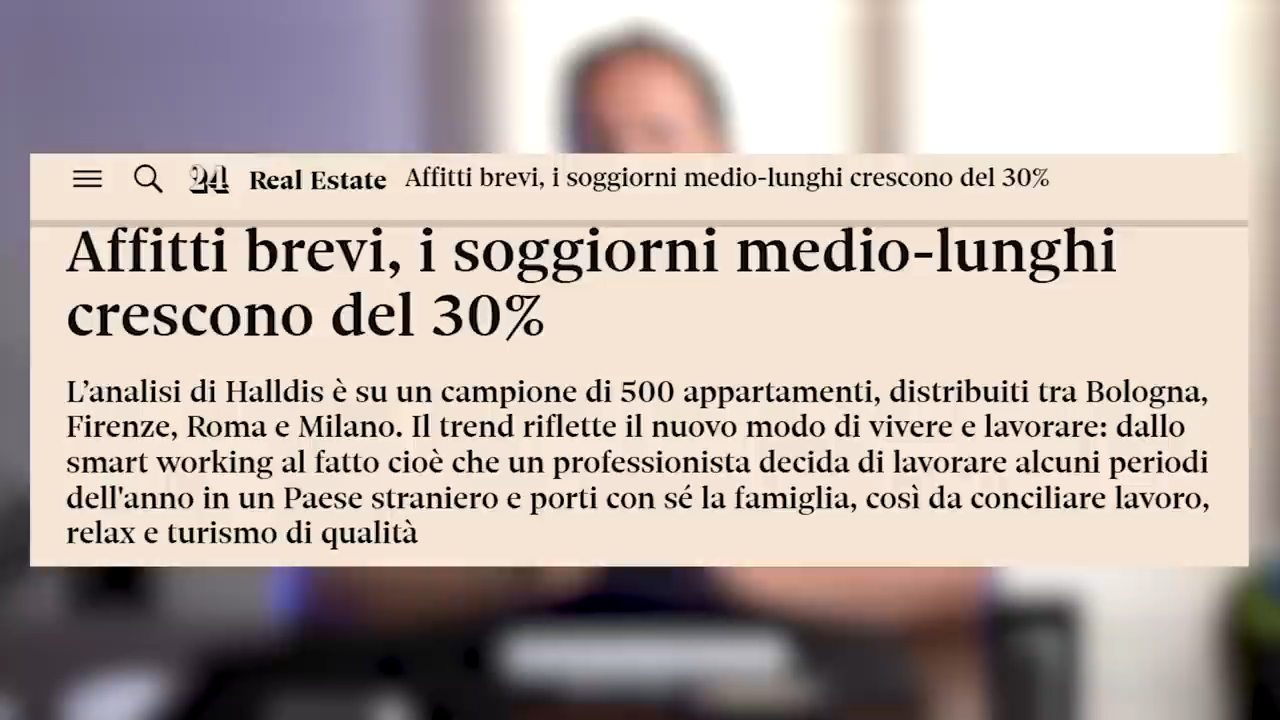 24 Real Estate Affitti brevi, i soggiorni medio-lunghi crescono del 30%
Affitti brevi, i soggiorni medio-lunghi
crescono del 30%
L’analisi di Halldis è su un campione di 500 appartamenti, distribuiti tra Bologna,
Firenze, Roma e Milano. Il trend riflette il nuovo modo di vivere e lavorare: dallo
smart working al fatto cioè che un professionista decida di lavorare alcuni periodi
dell'anno in un Paese straniero e porti con sé la famiglia, così da conciliare lavoro,
relax e turismo di qualità